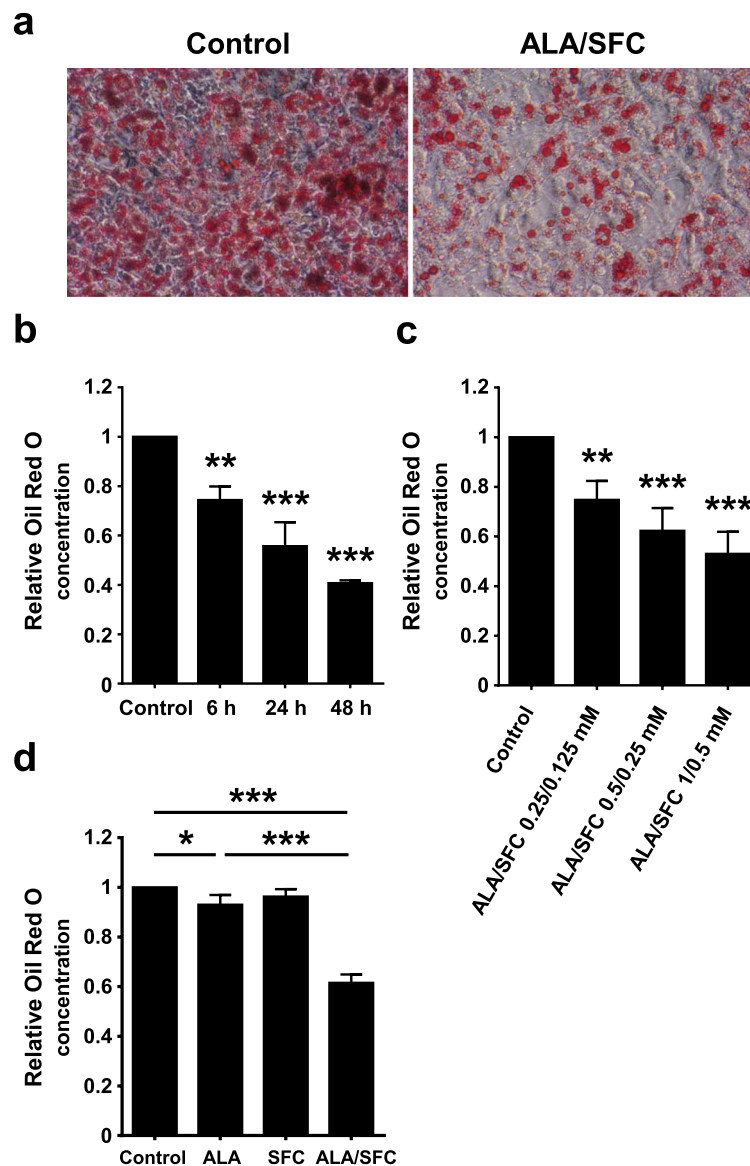 a
Control
ALA/SFC
b
Relative Oil Red O
concentration
1.2
1
0.8
0.6
0.4
0.2
0
**
***
***
Control
6 h
24 h
48 h
c
Relative Oil Red O
concentration
1.2
1
0.8
0.6
0.4
0.2
0
**
***
***
Control
ALA/SFC 0.25/0.125 mM
ALA/SFC 0.5/0.25 mM
ALA/SFC 1/0.5 mM
d
Relative Oil Red O
concentration
1.2
1
0.8
0.6
0.4
0.2
0
***
*
***
Control
ALA
SFC
ALA/SFC